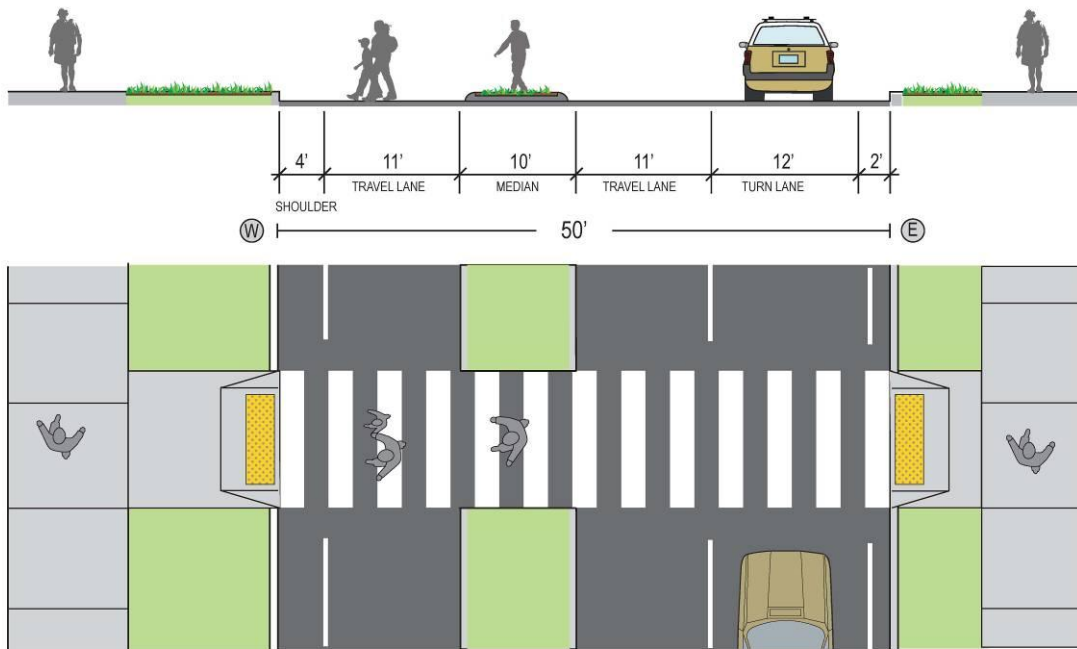 4' 11' 10' 11' 12' 2'
TRAVEL LANE MEDIAN TRAVEL LANE TURN LANE
SHOULDER
W 50' E